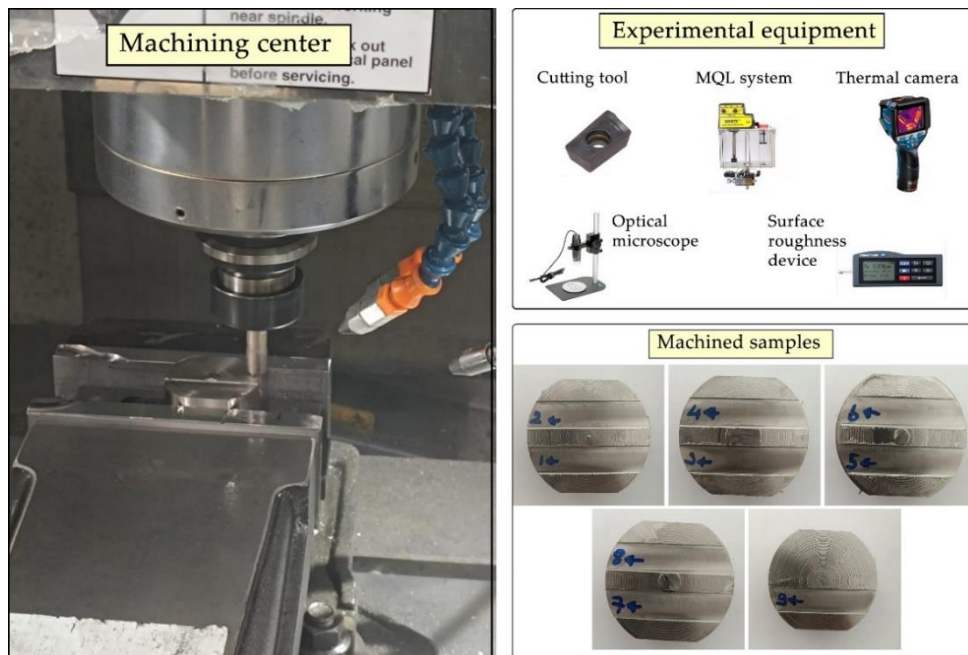 near spindle.
Machining center
k out
cal panel
before servicing.
Experimental equipment
Cutting tool
MQL system
Thermal camera
Optical
microscope
Surface
roughness
device
Machined samples
2←
1←
4←
3←
6←
5←
8←
7←
9←